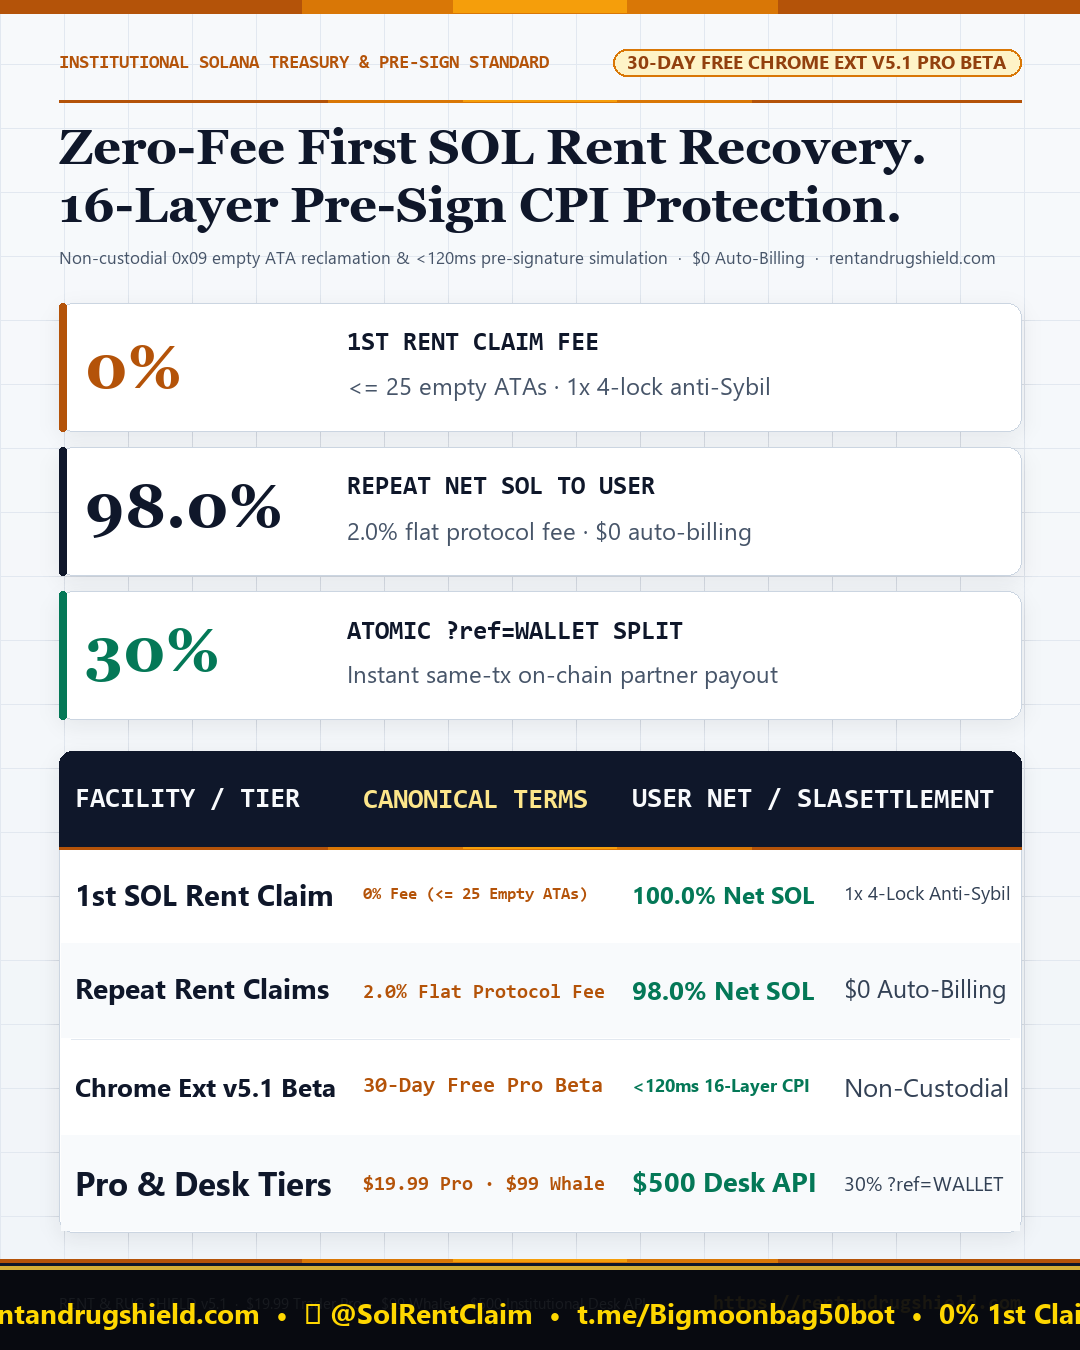 INSTITUTIONAL SOLANA TREASURY & PRE-SIGN STANDARD
30-DAY FREE CHROME EXT V5.1 PRO BETA
Zero-Fee First SOL Rent Recovery.
16-Layer Pre-Sign CPI Protection.
Non-custodial 0x09 empty ATA reclamation & <120ms pre-signature simulation · $0 Auto-Billing · rentandrugshield.com
0%
1ST RENT CLAIM FEE
<= 25 empty ATAs · 1x 4-lock anti-Sybil
98.0%
REPEAT NET SOL TO USER
2.0% flat protocol fee · $0 auto-billing
30%
ATOMIC ?ref=WALLET SPLIT
Instant same-tx on-chain partner payout
FACILITY / TIER CANONICAL TERMS USER NET / SLA SETTLEMENT
1st SOL Rent Claim 0% Fee (<= 25 Empty ATAs) 100.0% Net SOL 1x 4-Lock Anti-Sybil
Repeat Rent Claims 2.0% Flat Protocol Fee 98.0% Net SOL $0 Auto-Billing
Chrome Ext v5.1 Beta 30-Day Free Pro Beta <120ms 16-Layer CPI Non-Custodial
Pro & Desk Tiers $19.99 Pro · $99 Whale $500 Desk API 30% ?ref=WALLET
https://rentandrugshield.com
ntandrugshield.com • @SolRentClaim • t.me/Bigmoonbag50bot • 0% 1st Clai